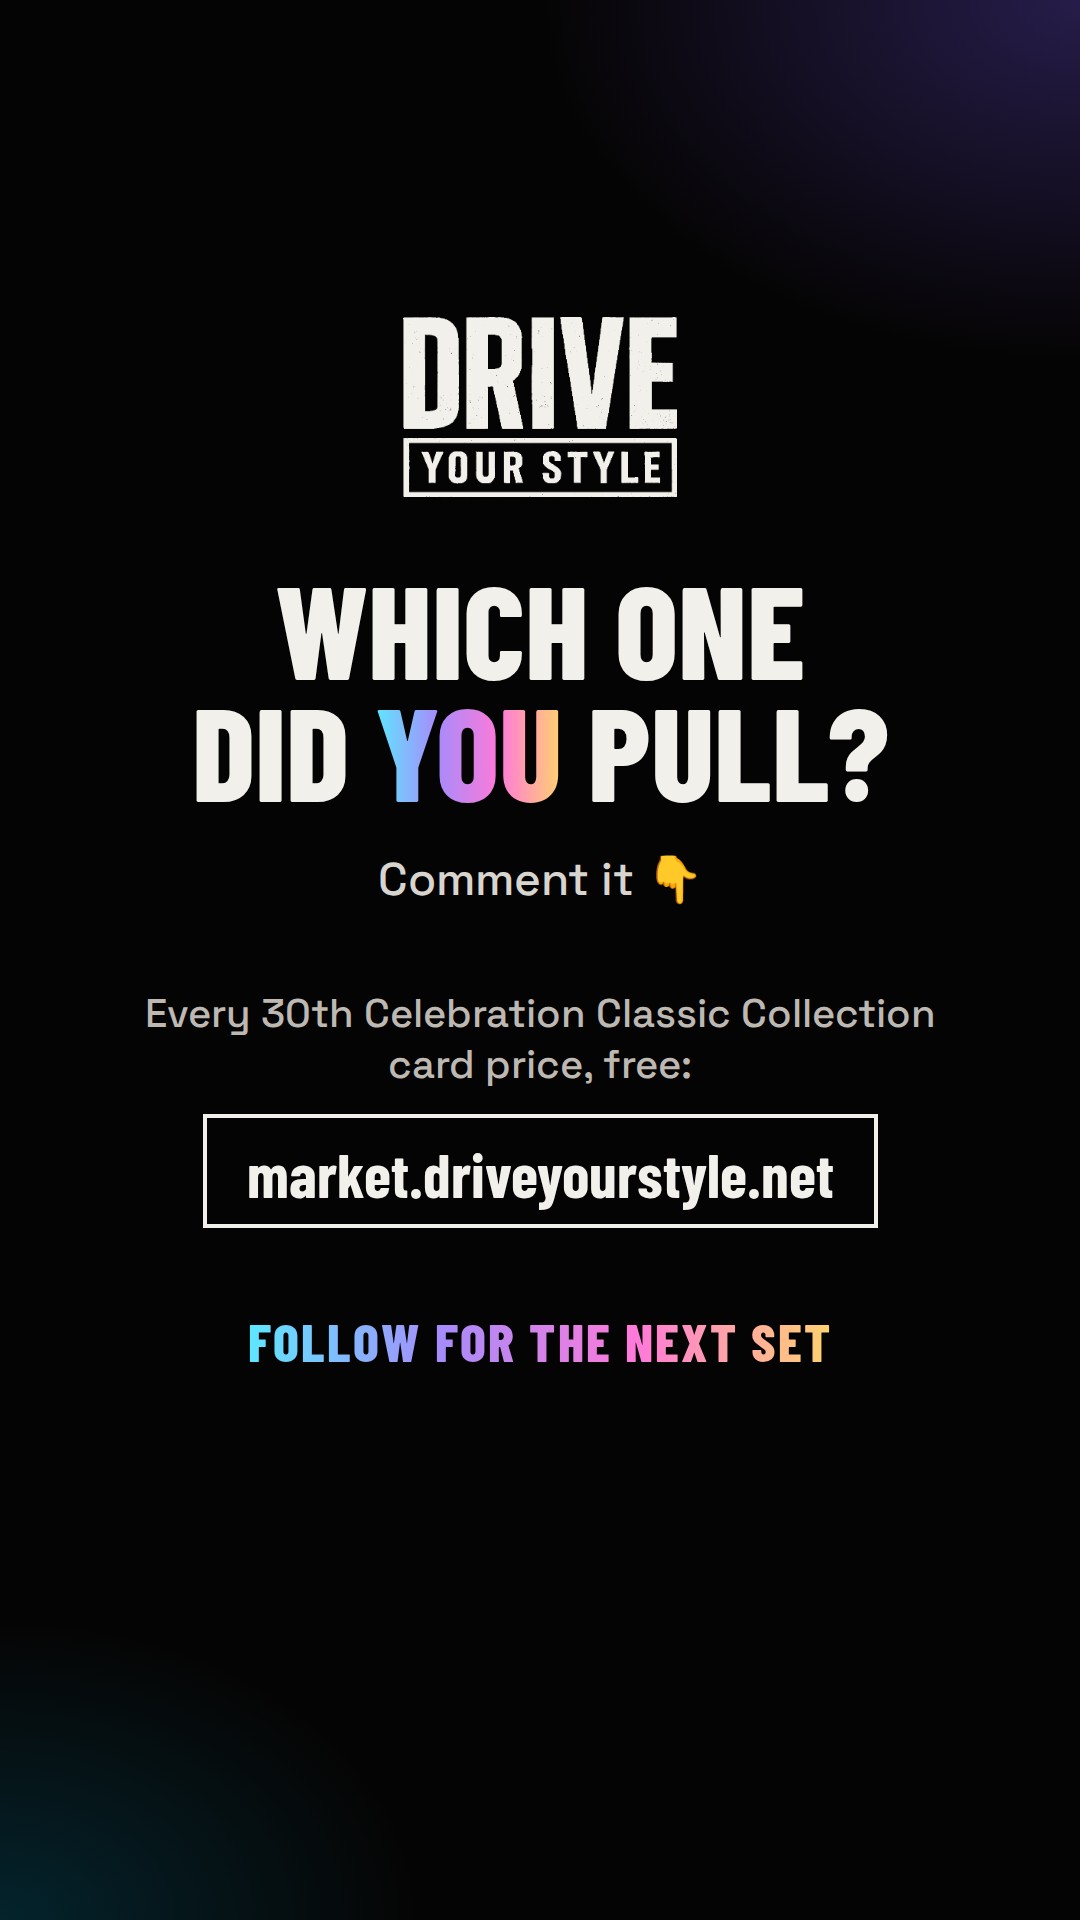 DRIVE
YOUR STYLE
WHICH ONE
DID YOU PULL?
Comment it 👇
Every 30th Celebration Classic Collection
card price, free:
market.driveyourstyle.net
FOLLOW FOR THE NEXT SET